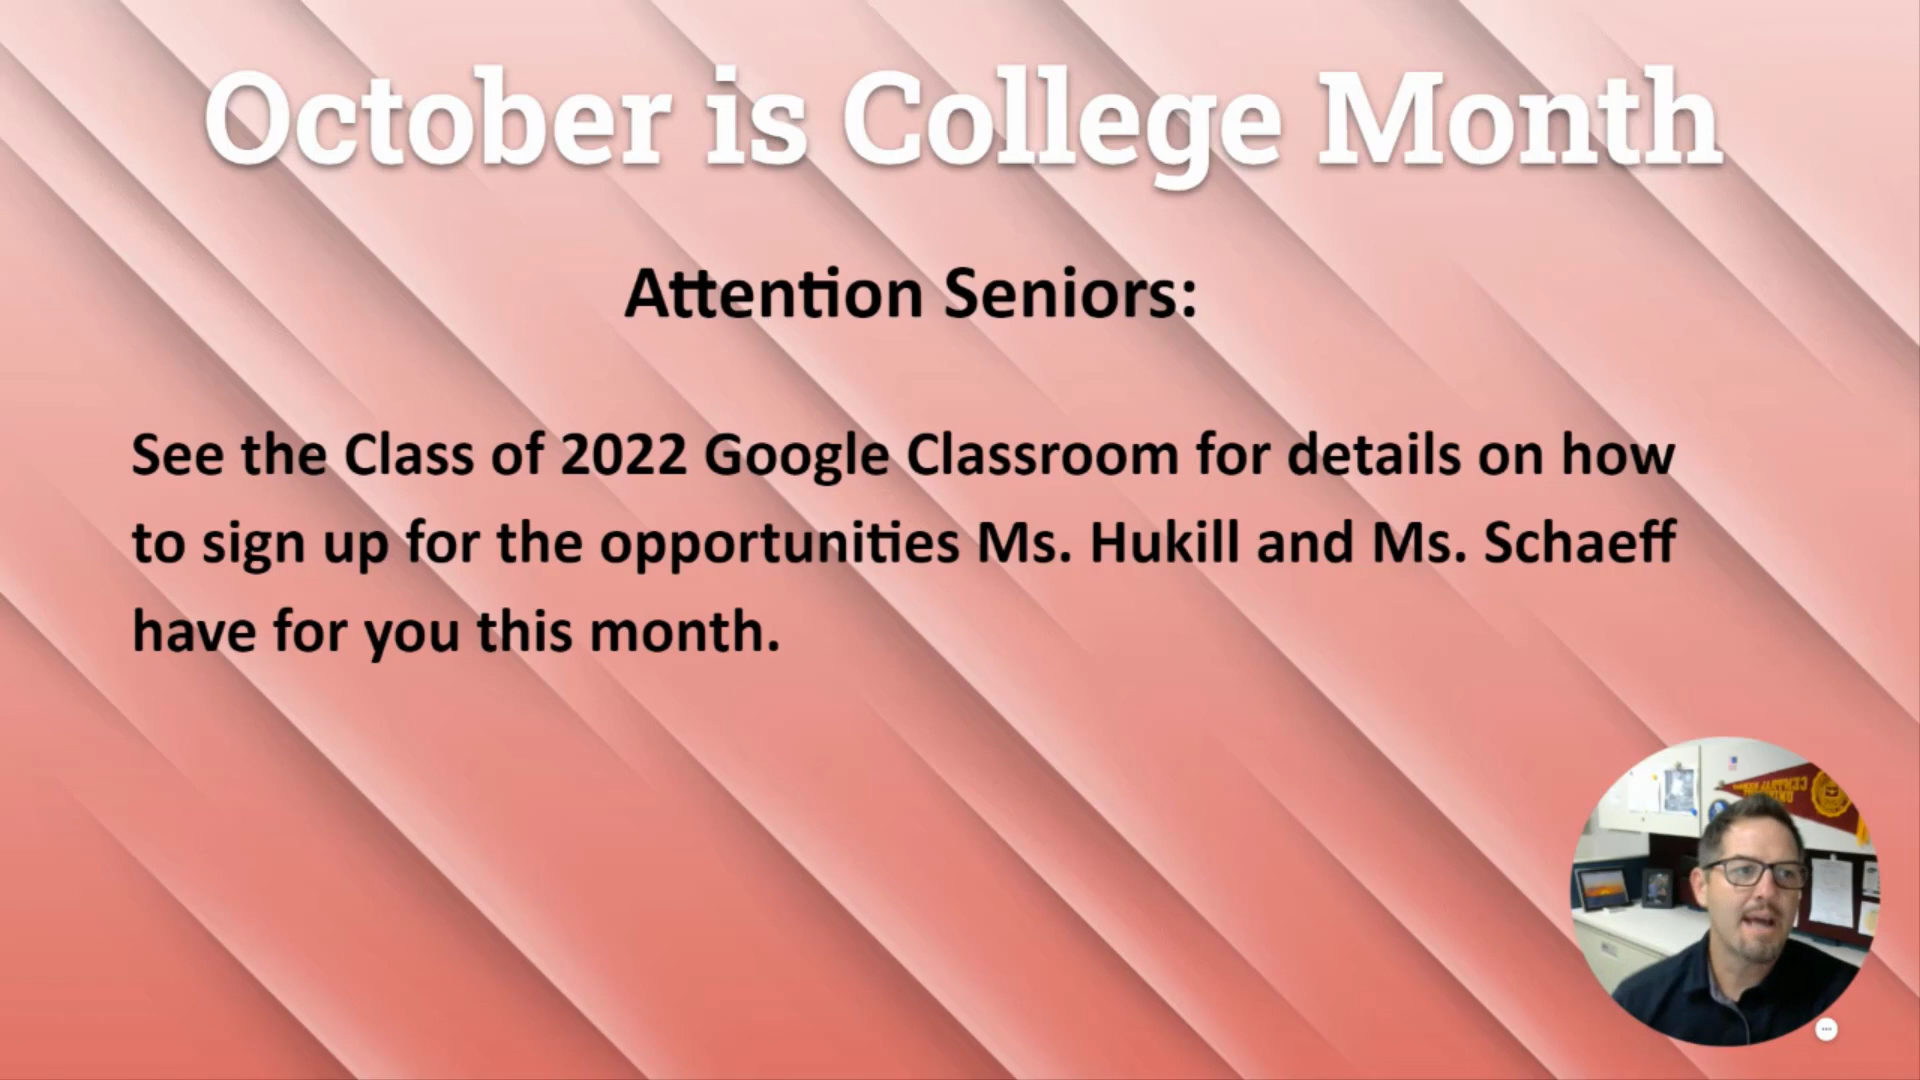 October is College Month
Attention Seniors:
See the Class of 2022 Google Classroom for details on how
to sign up for the opportunities Ms. Hukill and Ms. Schaeff
have for you this month.